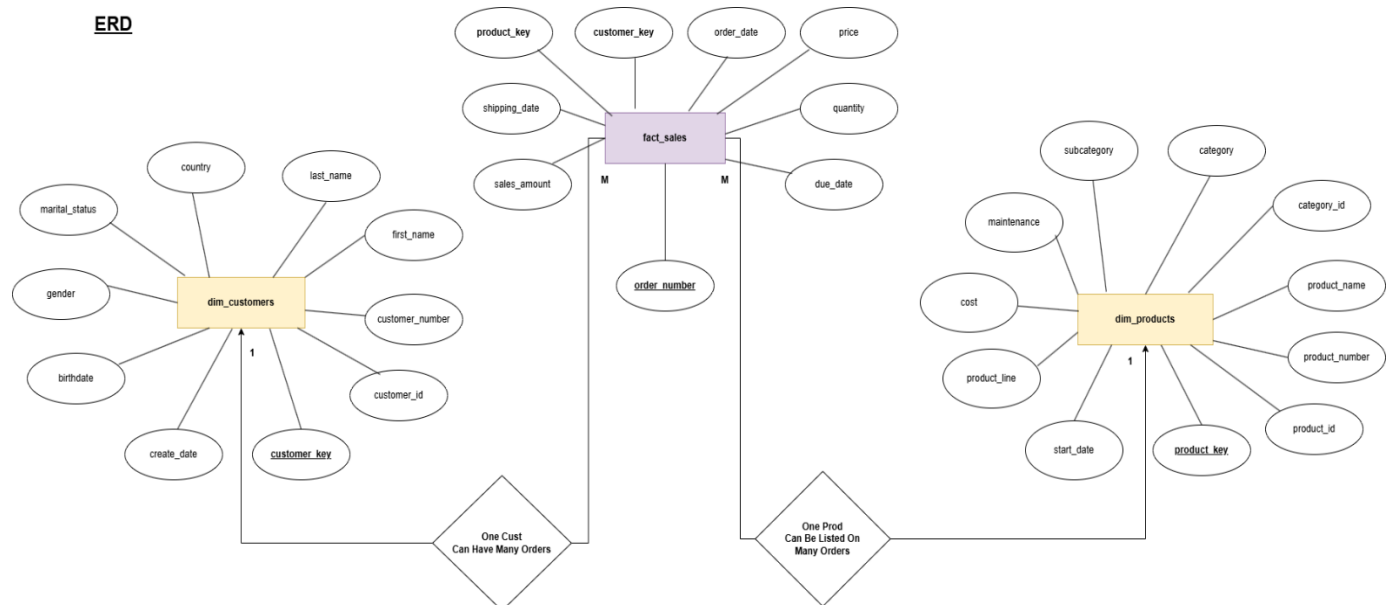 ERD
product_key
customer_key
order_date
price
shipping_date
quantity
fact_sales
sales_amount
M
M
due_date
order_number
country
last_name
marital_status
first_name
gender
dim_customers
customer_number
birthdate
1
customer_id
create_date
customer_key
subcategory
category
maintenance
category_id
cost
product_name
dim_products
product_line
product_number
1
start_date
product_key
product_id
One Cust
Can Have Many Orders
One Prod
Can Be Listed On
Many Orders